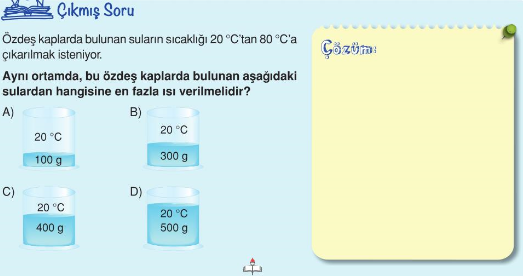 Çıkmış Soru
Özdeş kaplarda bulunan suların sıcaklığı 20 °C'tan 80 °C'a
çıkarılmak isteniyor.
Aynı ortamda, bu özdeş kaplarda bulunan aşağıdaki
sulardan hangisine en fazla ısı verilmelidir?
A)
20 °C
100 g
B)
20 °C
300 g
C)
20 °C
400 g
D)
20 °C
500 g
Çözüm: